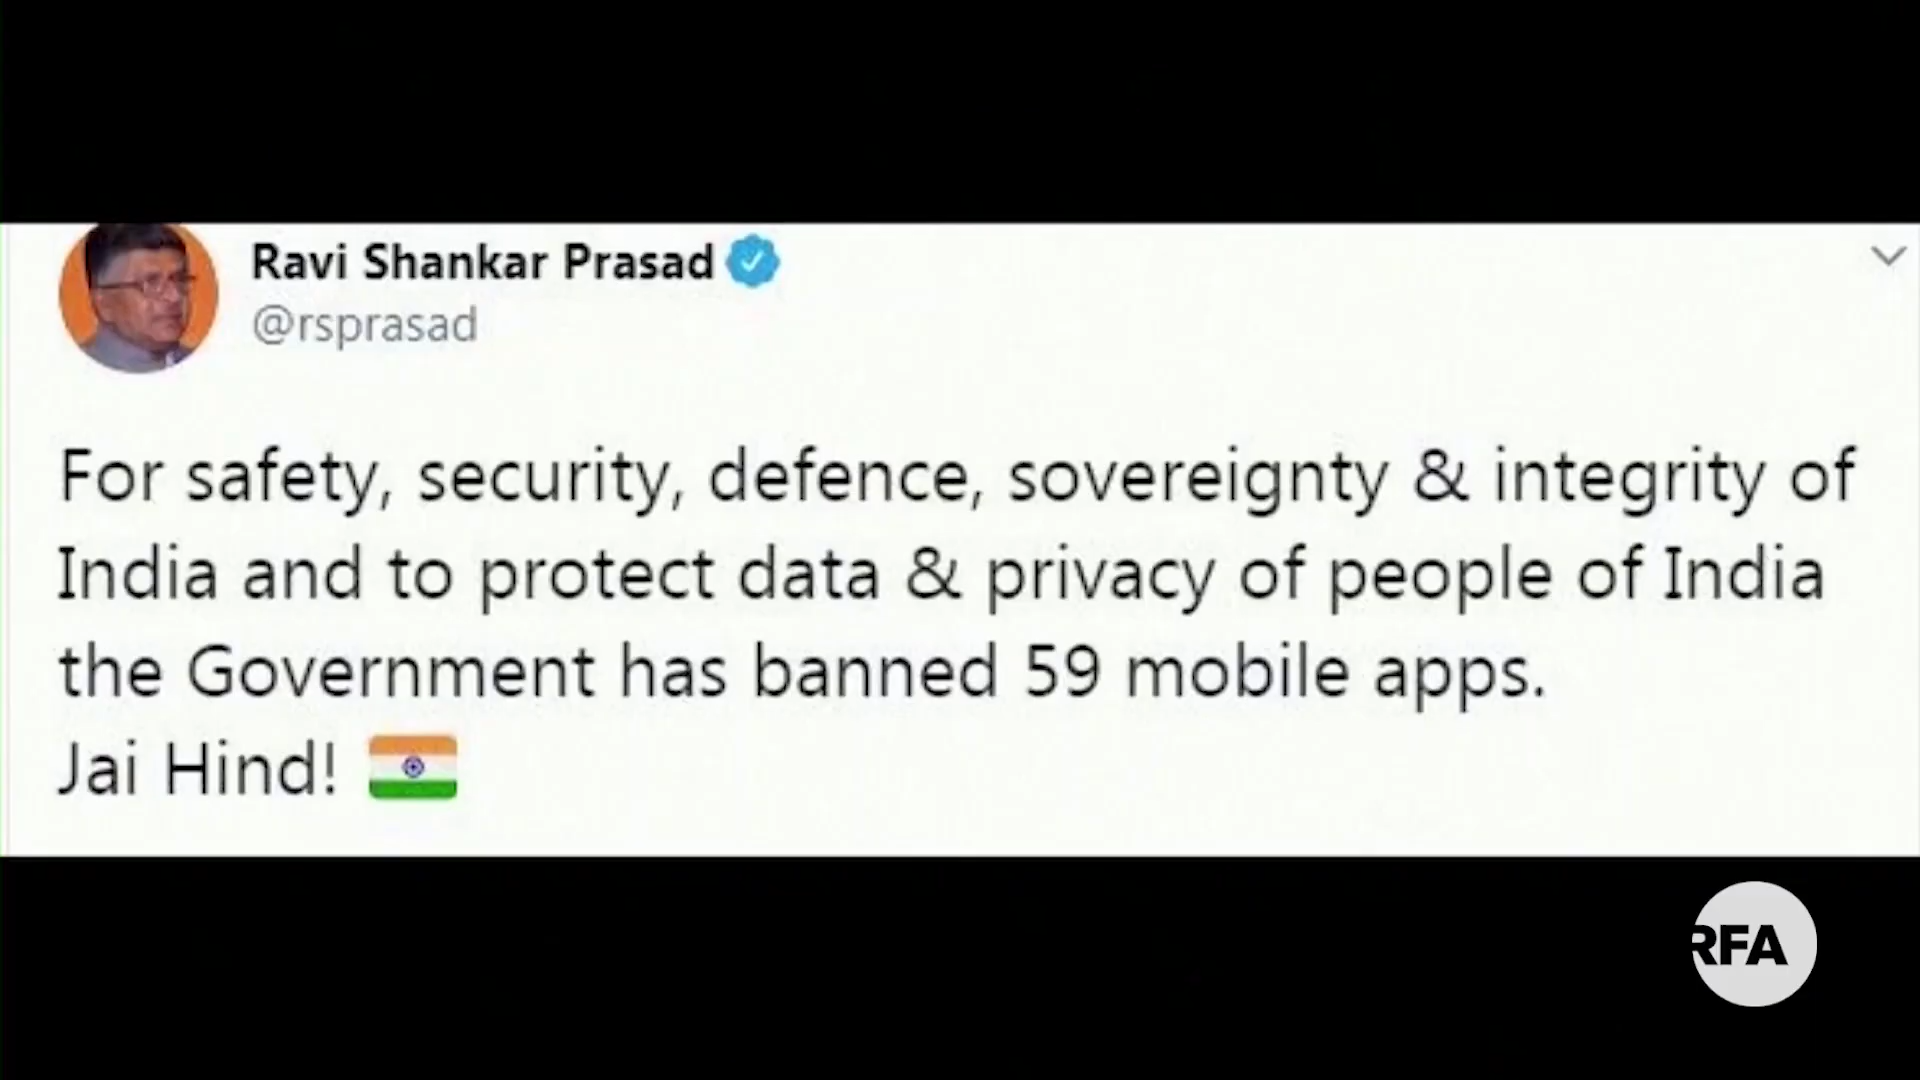 Ravi Shankar Prasad
@rsprasad
For safety, security, defence, sovereignty & integrity of
India and to protect data & privacy of people of India
the Government has banned 59 mobile apps.
Jai Hind!
RFA